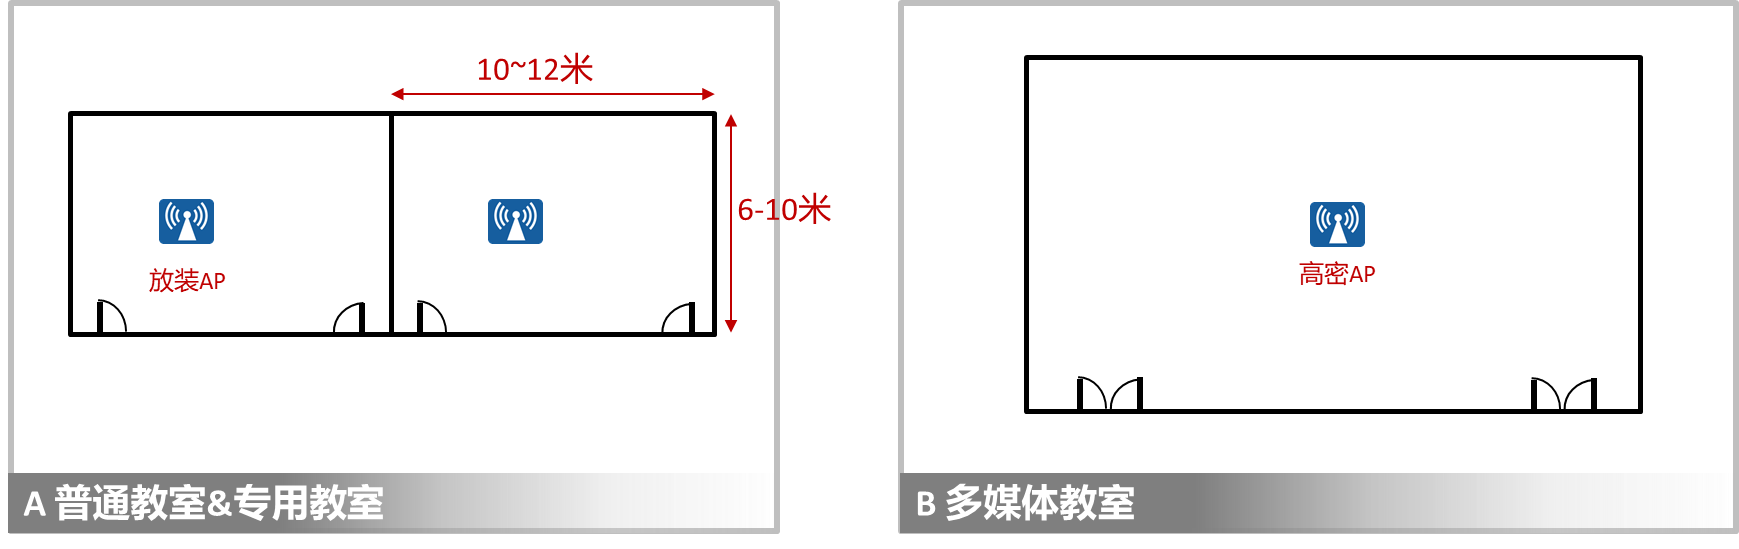 10~12米
6-10米
放装AP
高密AP
A 普通教室&专用教室
B 多媒体教室